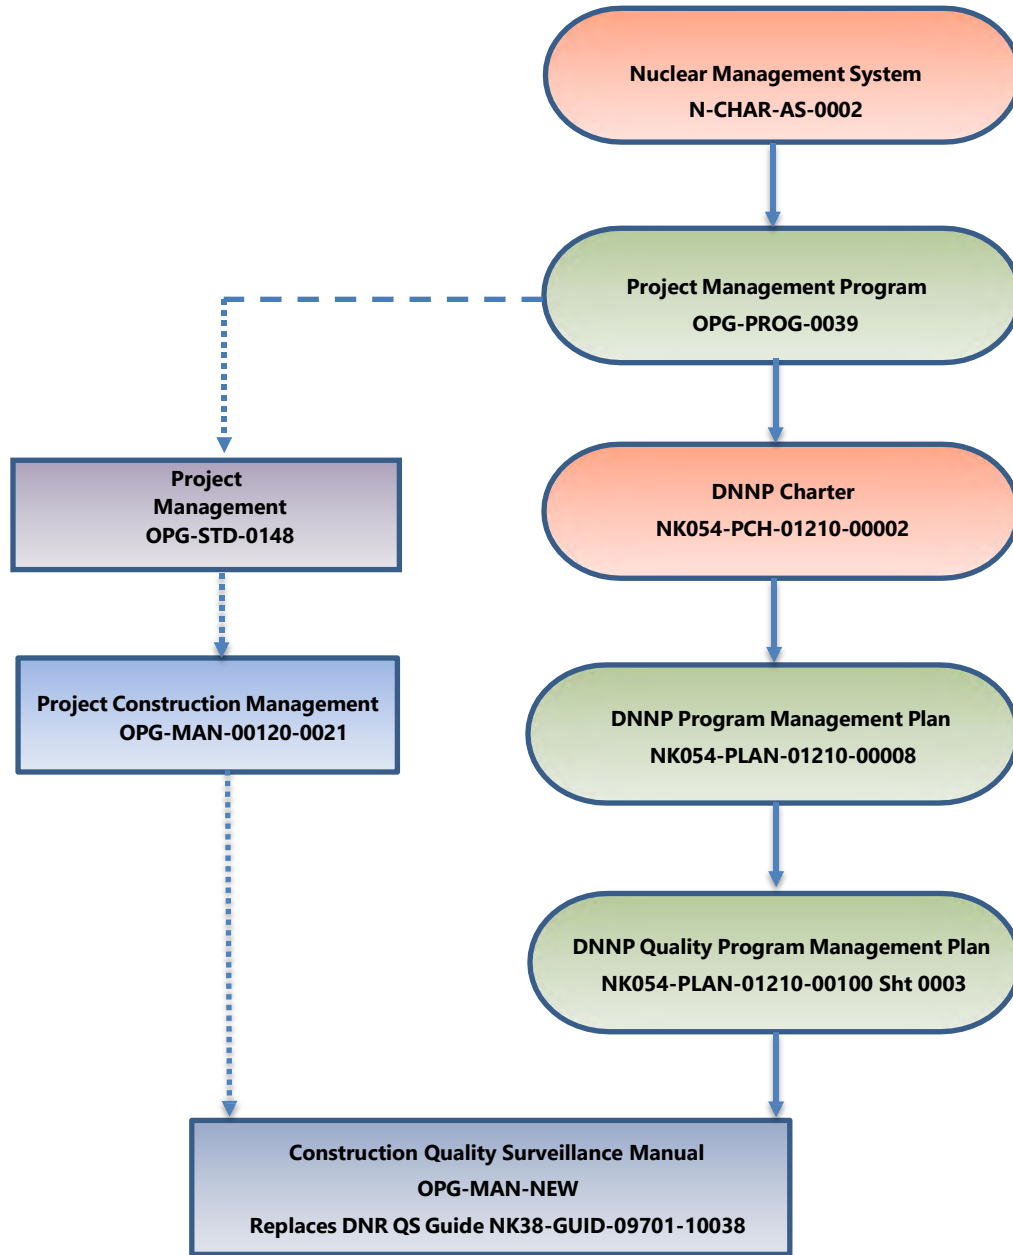 Nuclear Management System
N-CHAR-AS-0002
Project Management Program
OPG-PROG-0039
Project
Management
OPG-STD-0148
DNNP Charter
NK054-PCH-01210-00002
Project Construction Management
OPG-MAN-00120-0021
DNNP Program Management Plan
NK054-PLAN-01210-00008
DNNP Quality Program Management Plan
NK054-PLAN-01210-00100 Sht 0003
Construction Quality Surveillance Manual
OPG-MAN-NEW
Replaces DNR QS Guide NK38-GUID-09701-10038